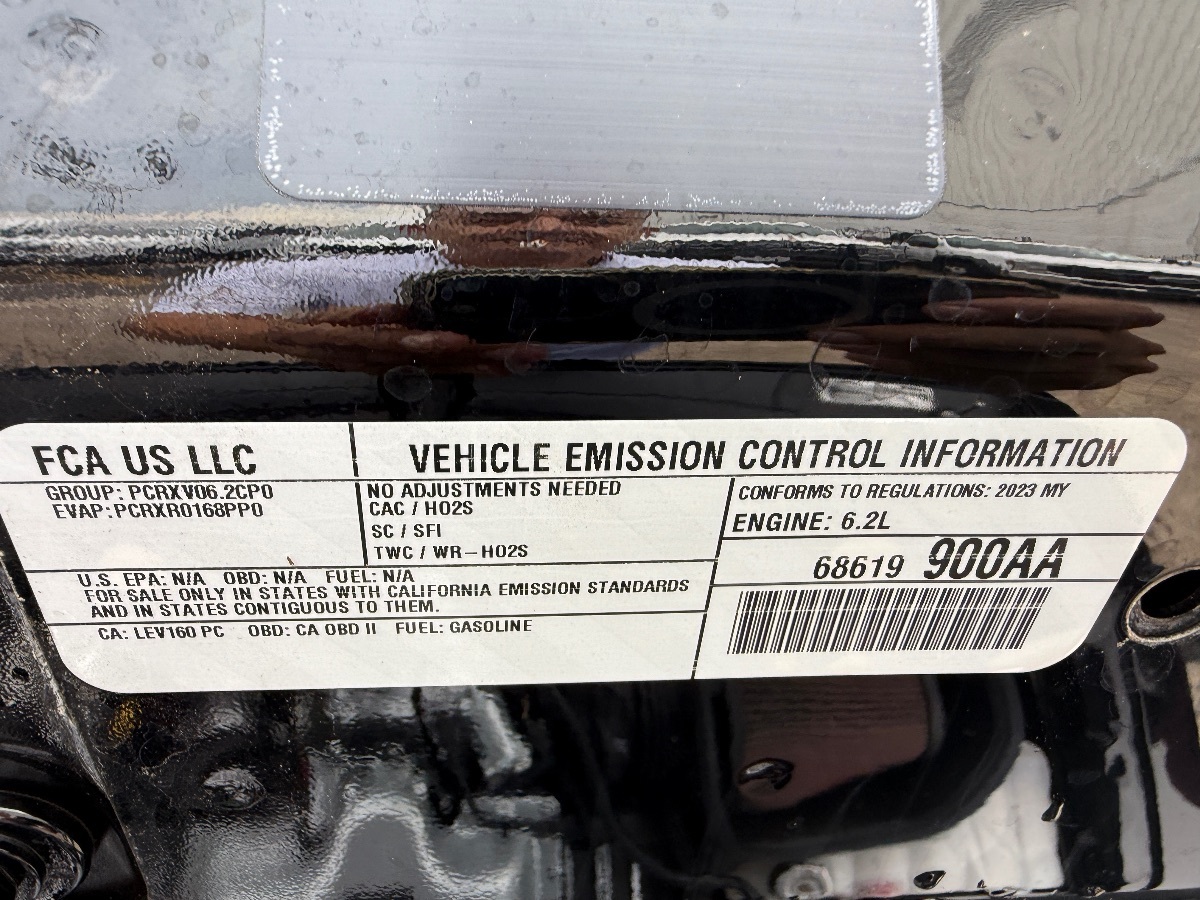 FCA US LLC
VEHICLE EMISSION CONTROL INFORMATION
GROUP: PCRXV06.2CP0
EVAP:PCRXR0168PP0
NO ADJUSTMENTS NEEDED
CAC / HO2S
SC / SFI
TWC / WR-HO2S
CONFORMS TO REGULATIONS: 2023 MY
ENGINE: 6.2L
68619 900AA
U.S. EPA: N/A OBD: N/A FUEL: N/A
FOR SALE ONLY IN STATES WITH CALIFORNIA EMISSION STANDARDS
AND IN STATES CONTIGUOUS TO THEM.
CA: LEV160 PC OBD: CA OBD II FUEL: GASOLINE